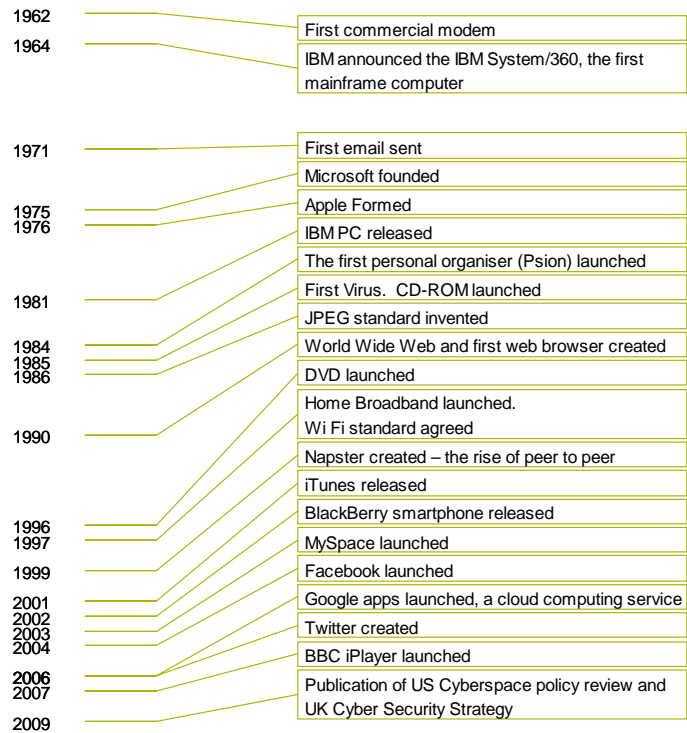 1962
First commercial modem
1964
IBM announced the IBM System/360, the first
mainframe computer
1971
First email sent
Microsoft founded
1975
Apple Formed
1976
IBM PC released
The first personal organiser (Psion) launched
1981
First Virus.  CD-ROM launched
JPEG standard invented
1984
World Wide Web and first web browser created
1985
1986
DVD launched
Home Broadband launched.
Wi Fi standard agreed
1990
Napster created – the rise of peer to peer
iTunes released
BlackBerry smartphone released
1996
1997
MySpace launched
1999
Facebook launched
Google apps launched, a cloud computing service
2001
2002
Twitter created
2003
2004
BBC iPlayer launched
2006
Publication of US Cyberspace policy review and
2007
UK Cyber Security Strategy
2009